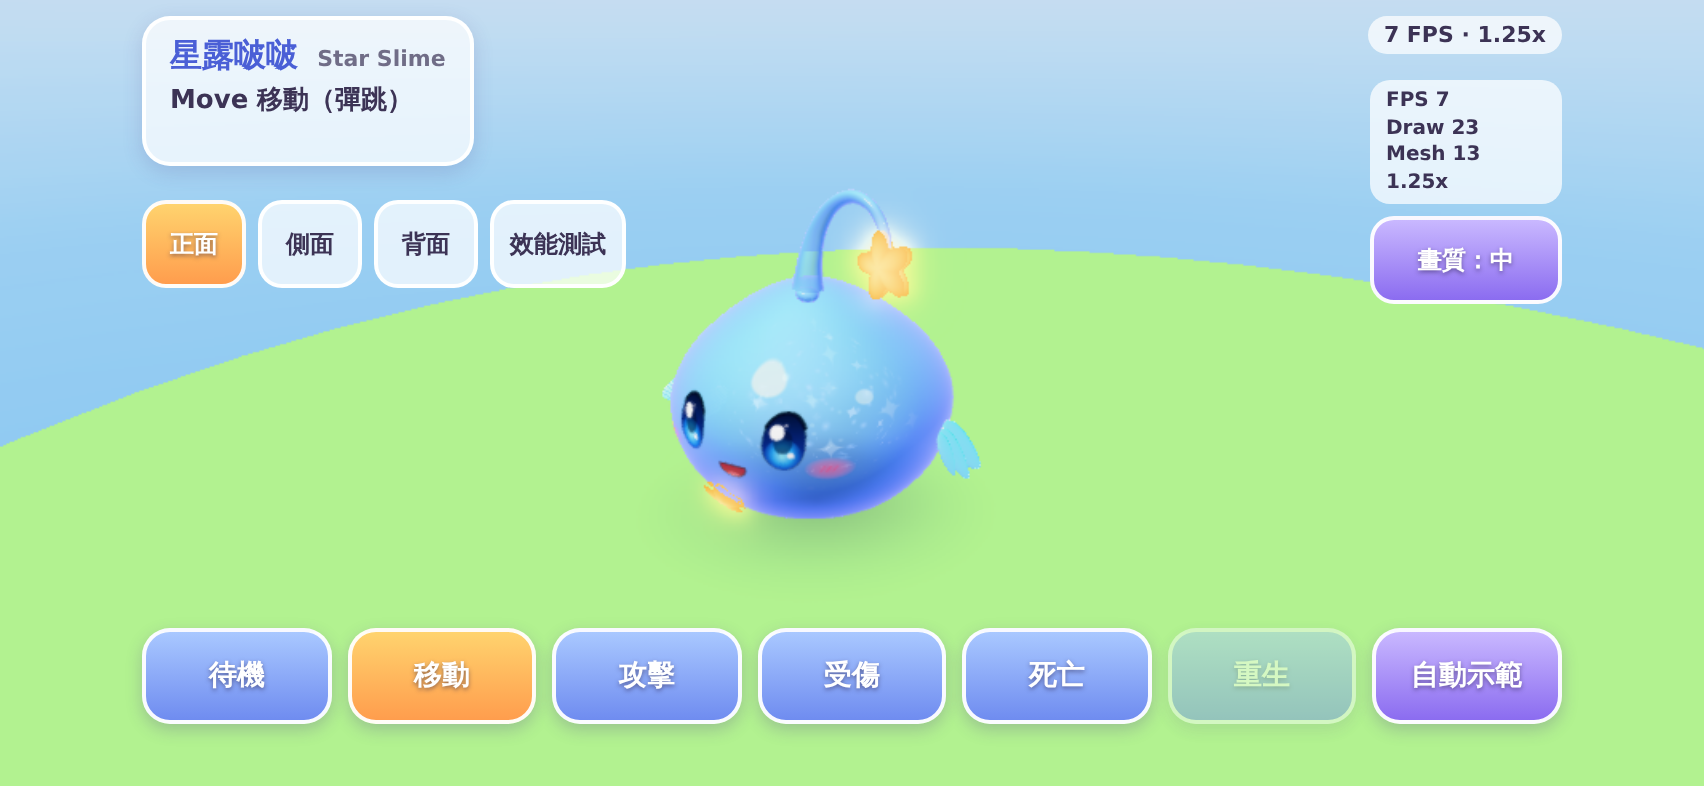 星露啵啵 Star Slime
Move 移動（彈跳）
7 FPS · 1.25x
FPS 7
Draw 23
Mesh 13
1.25x
正面
側面
背面
效能測試
畫質：中
待機
移動
攻擊
受傷
死亡
重生
自動示範